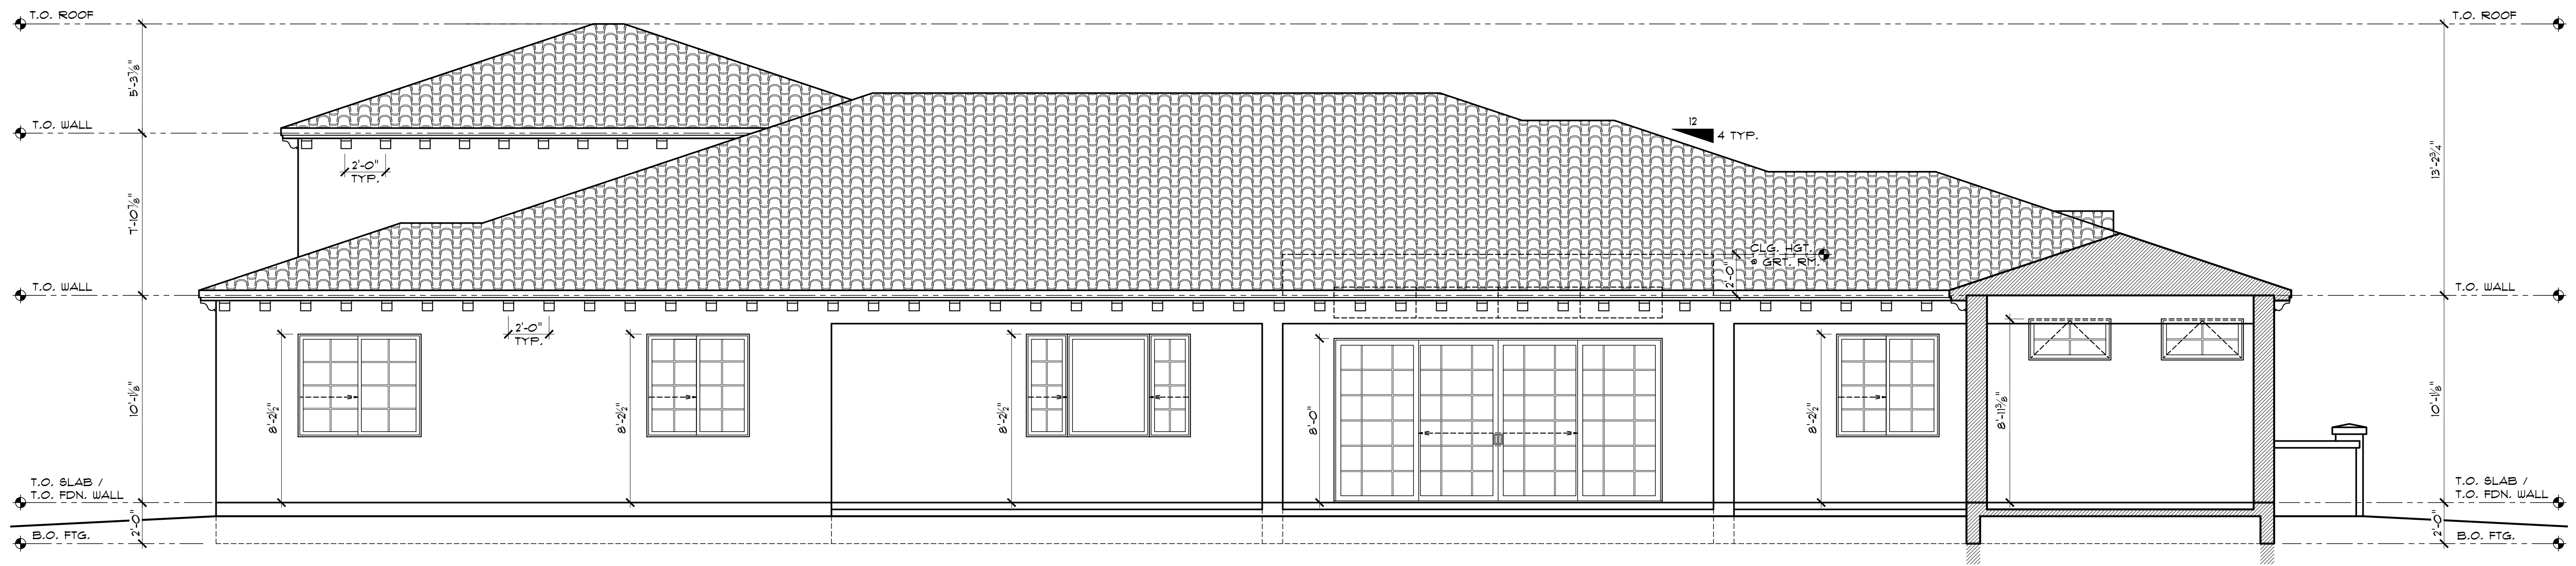 T.O. ROOF
T.O. ROOF
5'-3⅞"
T.O. WALL
12
4 TYP.
2'-0"
TYP.
13'-2¾"
7'-10⅞"
CLG. HGT.
@ GRT. RM.
2'-0"
T.O. WALL
T.O. WALL
2'-0"
TYP.
10'-1⅛"
8'-2½"
8'-2½"
8'-2½"
8'-0"
8'-2½"
8'-11⅜"
10'-1⅛"
T.O. SLAB /
T.O. FDN. WALL
T.O. SLAB /
T.O. FDN. WALL
2'-0"
2'-0"
B.O. FTG.
B.O. FTG.